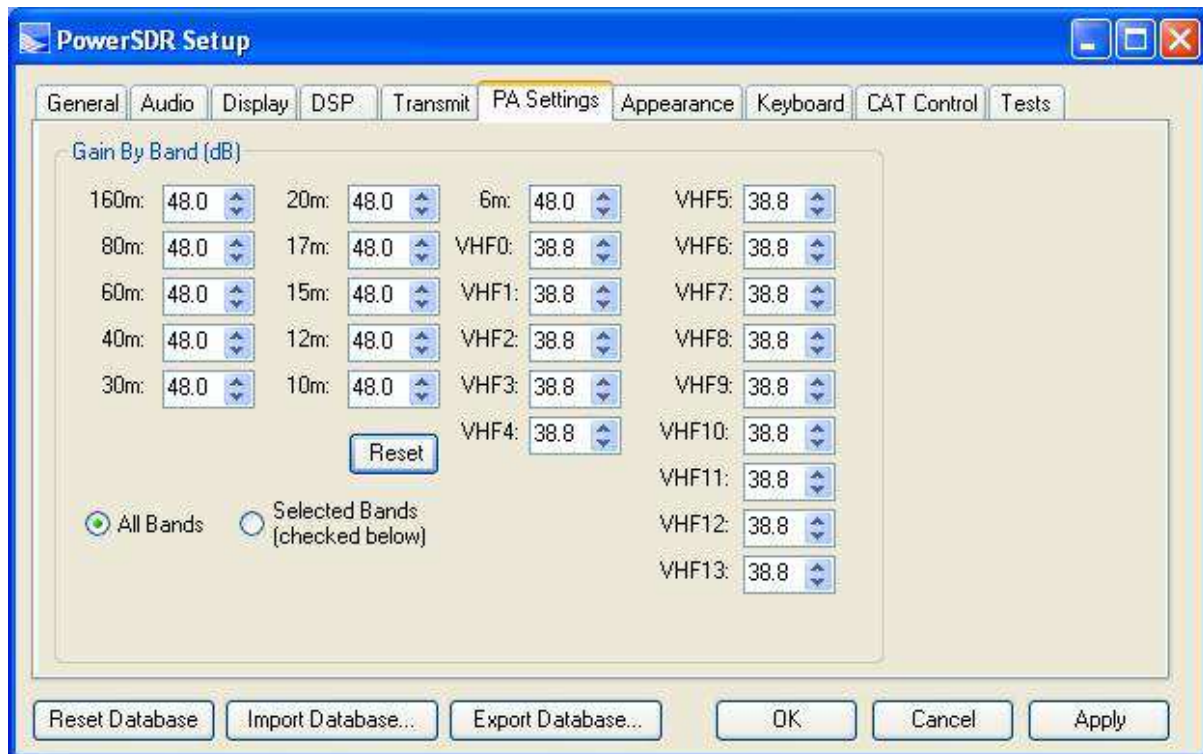 PowerSDR Setup
General Audio Display DSP Transmit PA Settings Appearance Keyboard CAT Control Tests
Gain By Band (dB)
160m: 48.0 20m: 48.0 6m: 48.0 VHF5: 38.8
80m: 48.0 17m: 48.0 VHF0: 38.8 VHF6: 38.8
60m: 48.0 15m: 48.0 VHF1: 38.8 VHF7: 38.8
40m: 48.0 12m: 48.0 VHF2: 38.8 VHF8: 38.8
30m: 48.0 10m: 48.0 VHF3: 38.8 VHF9: 38.8
VHF4: 38.8 VHF10: 38.8
Reset
VHF11: 38.8
All Bands
Selected Bands
(checked below)
VHF12: 38.8
VHF13: 38.8
Reset Database Import Database... Export Database... OK Cancel Apply